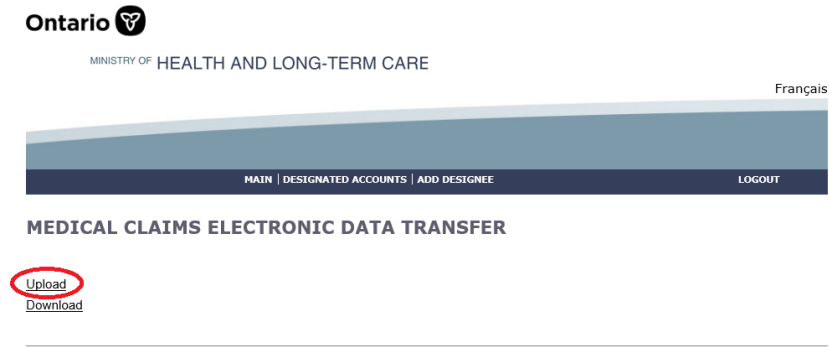 Ontario
MINISTRY OF HEALTH AND LONG-TERM CARE
Français
MAIN | DESIGNATED ACCOUNTS | ADD DESIGNEE LOGOUT
MEDICAL CLAIMS ELECTRONIC DATA TRANSFER
Upload
Download